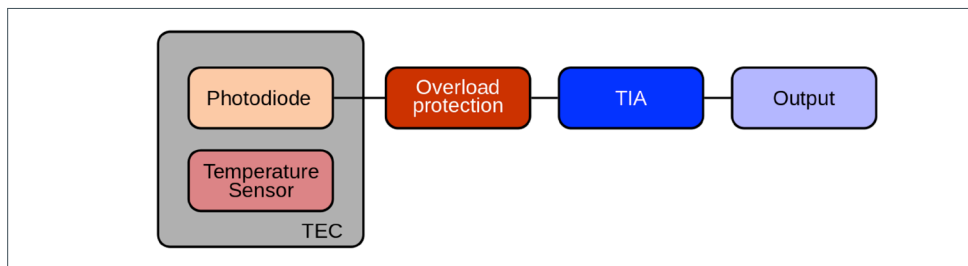 Photodiode
Overload
protection
TIA
Output
Temperature
Sensor
TEC